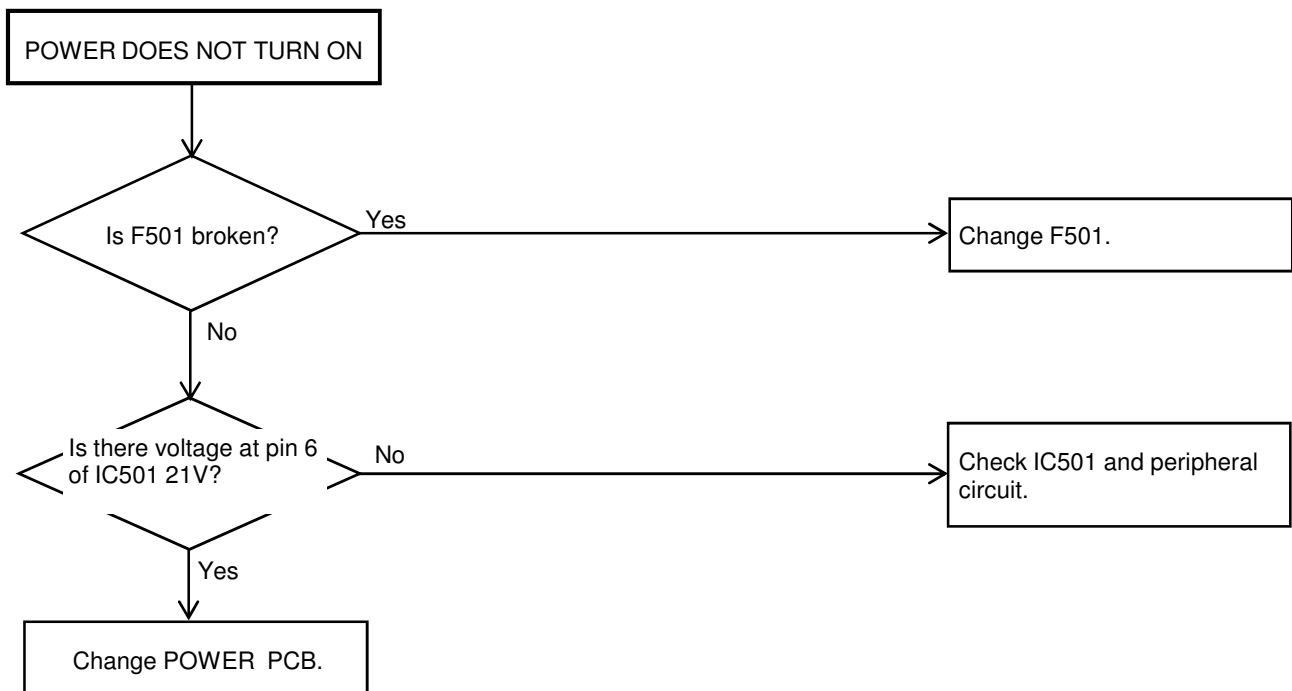 POWER DOES NOT TURN ON
Is F501 broken?
Yes
Change F501.
No
Is there voltage at pin 6
of IC501 21V?
No
Check IC501 and peripheral
circuit.
Yes
Change POWER PCB.